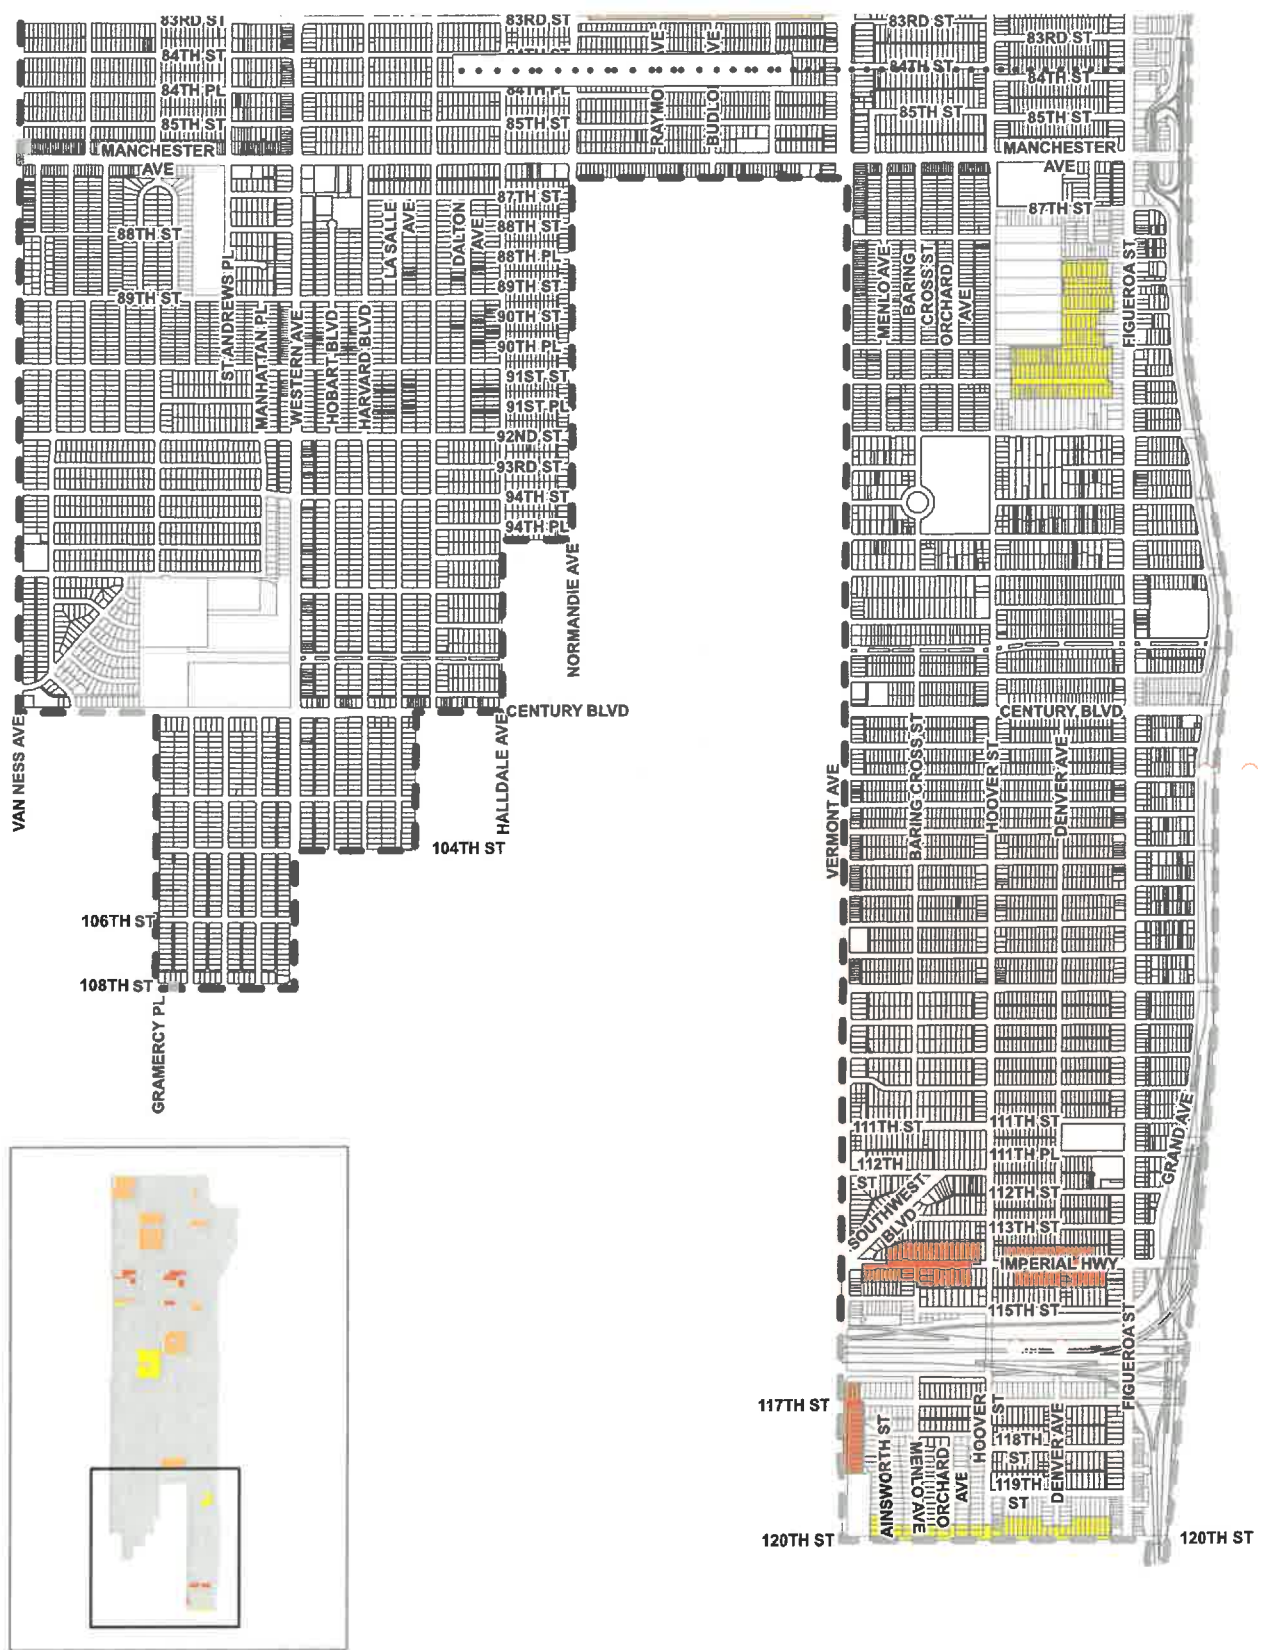 83RD ST
83RD ST
83RD ST
83RD ST
84TH ST
84TH ST
84TH ST
84TH PL
84TH PL
84TH ST
85TH ST
85TH ST
85TH ST
85TH ST
RAYMO
AVE
BUDLO
AVE
MANCHESTER
AVE
MANCHESTER
AVE
87TH ST
87TH ST
88TH ST
88TH ST
88TH PL
89TH ST
89TH ST
90TH ST
90TH PL
91ST ST
91ST PL
92ND ST
93RD ST
94TH ST
94TH PL
ST ANDREWS PL
MANHATTAN PL
WESTERN AVE
HOBART BLVD
HARVARD BLVD
LA SALLE
AVE
DALTON
AVE
NORMANDIE AVE
MENLO AVE
BARING
CROSS ST
ORCHARD
AVE
FIGUEROA ST
CENTURY BLVD
CENTURY BLVD
VAN NESS AVE
HALLDALE AVE
VERMONT AVE
BARING CROSS ST
HOOVER ST
DENVER AVE
104TH ST
106TH ST
108TH ST
GRAMERCY PL
GRAND AVE
111TH ST
111TH ST
111TH PL
112TH
ST
112TH ST
SOUTHWEST
BLVD
113TH ST
IMPERIAL HWY
115TH ST
FIGUEROA ST
117TH ST
AINSWORTH ST
MENLO AVE
ORCHARD
AVE
HOOVER
ST
118TH
ST
119TH
ST
DENVER AVE
120TH ST
120TH ST